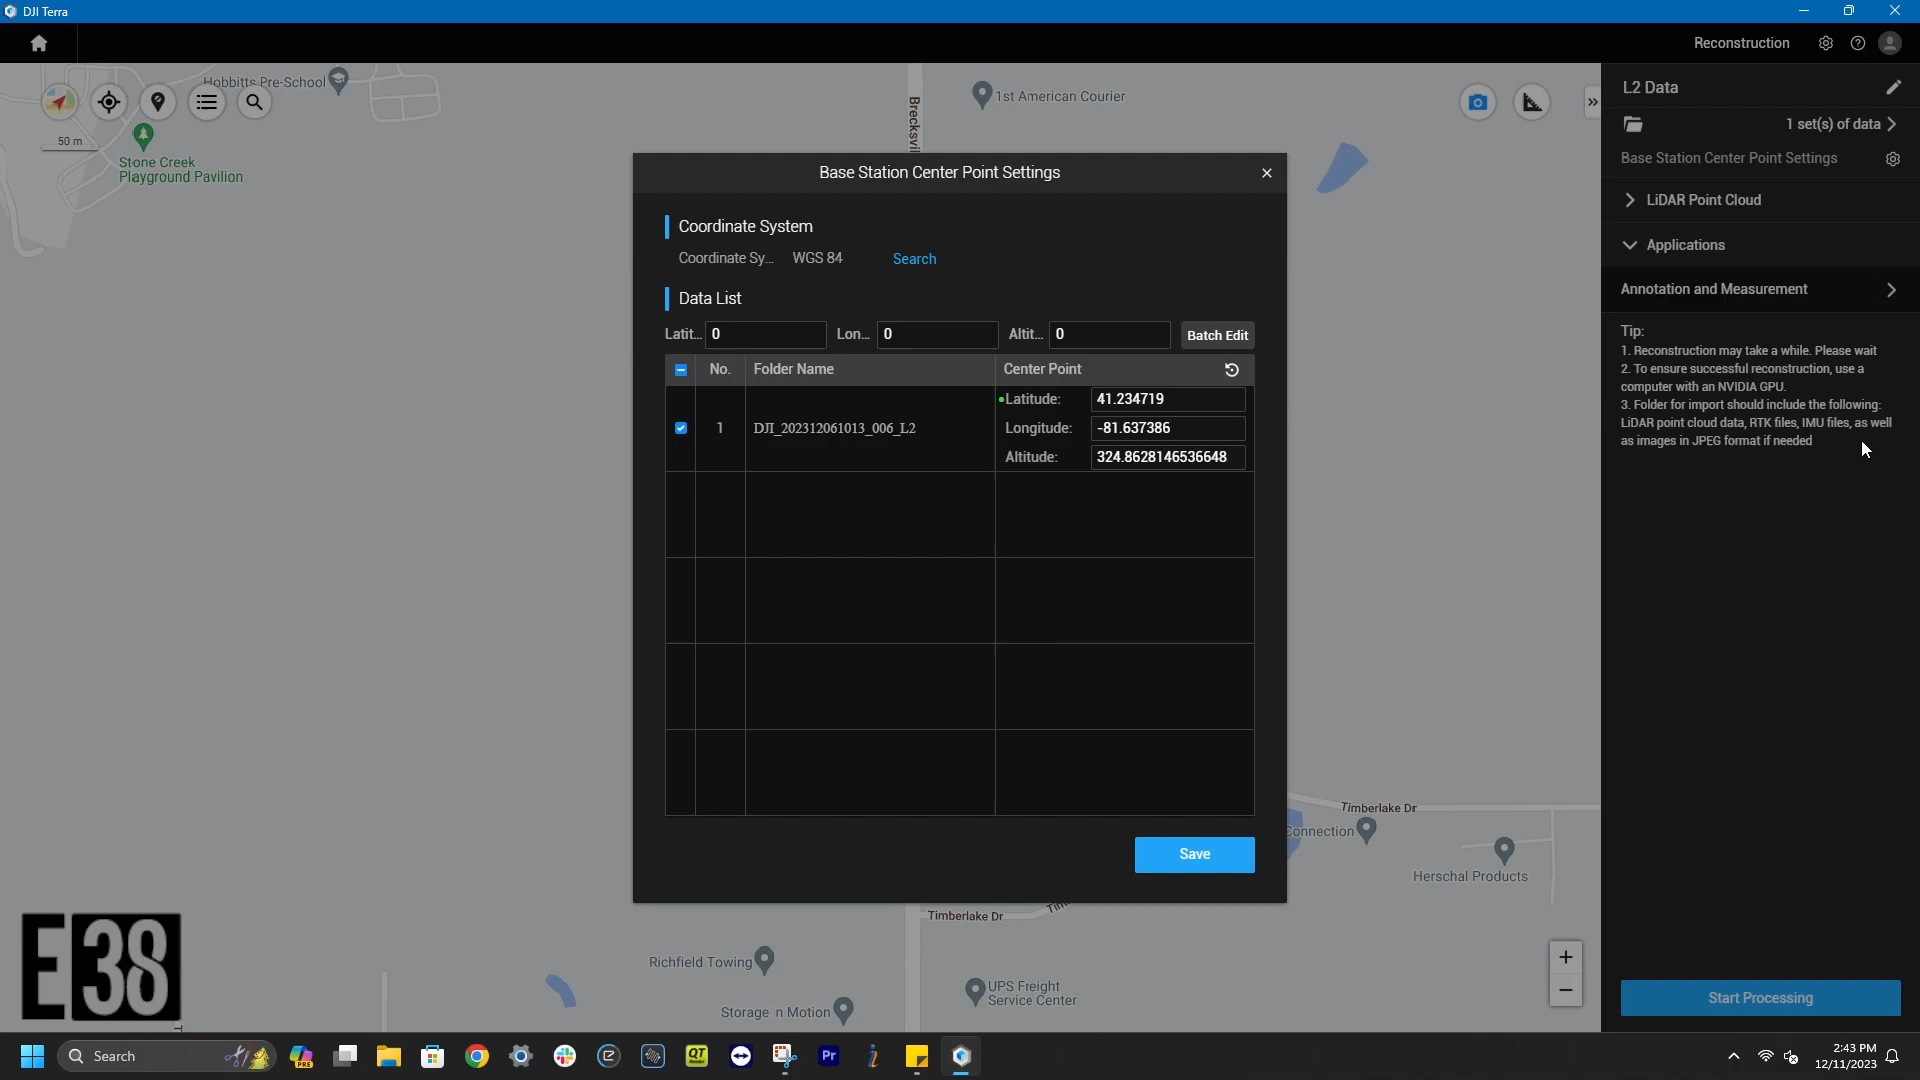 DJI Terra
Reconstruction
Hobbitts Pre-School
50 m
Stone Creek
Playground Pavilion
Brecksvil
1st American Courier
L2 Data
1 set(s) of data
Base Station Center Point Settings
LiDAR Point Cloud
Applications
Annotation and Measurement
Tip:
1. Reconstruction may take a while. Please wait
2. To ensure successful reconstruction, use a
computer with an NVIDIA GPU.
3. Folder for import should include the following:
LiDAR point cloud data, RTK files, IMU files, as well
as images in JPEG format if needed
Start Processing
Base Station Center Point Settings
Coordinate System
Coordinate Sy... WGS 84 Search
Data List
Latit... 0 Lon... 0 Altit... 0 Batch Edit
No. Folder Name Center Point
Latitude: 41.234719
1 DJI_202312061013_006_L2 Longitude: -81.637386
Altitude: 324.8628146536648
Save
Timberlake Dr
Connection
Herschal Products
Timberlake Dr
Tim
Richfield Towing
UPS Freight
Service Center
Storage n Motion
E38
Search
PRE
QT
Pr
2:43 PM
12/11/2023